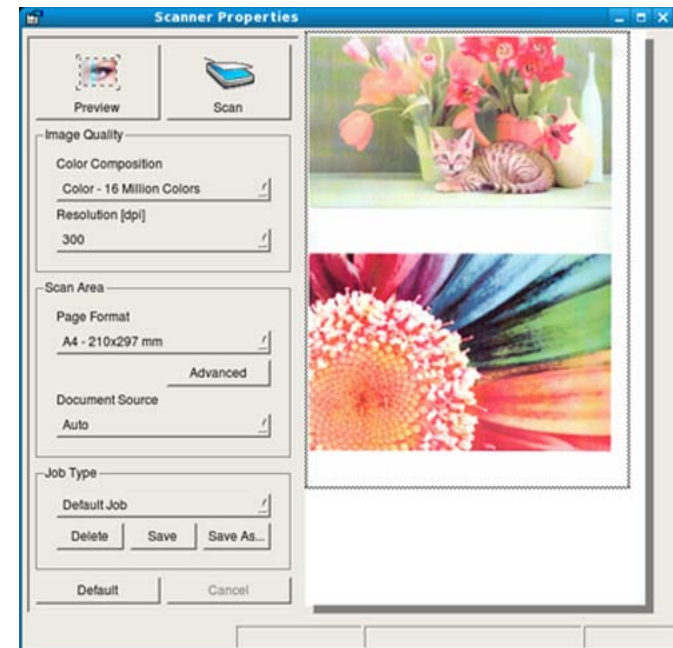 Scanner Properties
Preview
Scan
Image Quality
Color Composition
Color - 16 Million Colors
Resolution [dpi]
300
Scan Area
Page Format
A4 - 210x297 mm
Advanced
Document Source
Auto
Job Type
Default Job
Delete
Save
Save As...
Default
Cancel